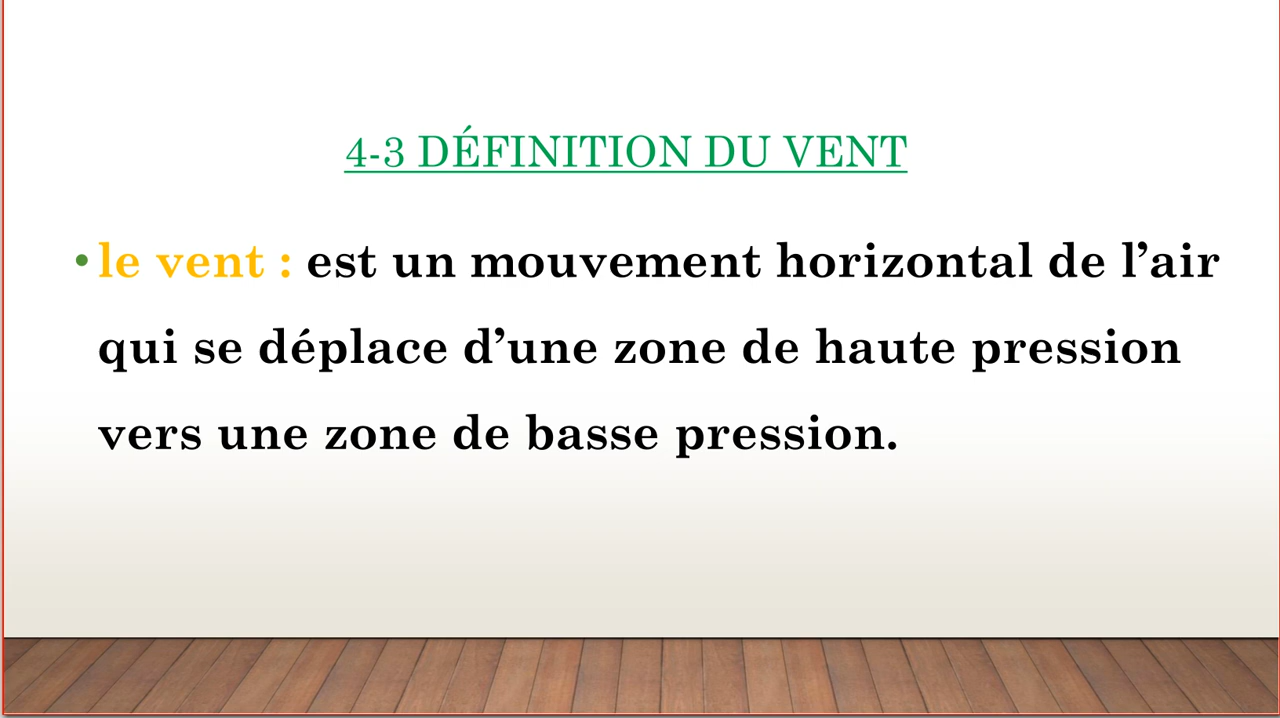 4-3 DÉFINITION DU VENT
• le vent : est un mouvement horizontal de l’air
qui se déplace d’une zone de haute pression
vers une zone de basse pression.